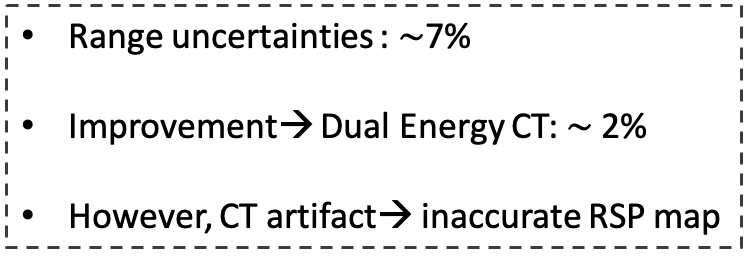 • Range uncertainties : ~7%
• Improvement→ Dual Energy CT: ~ 2%
• However, CT artifact→ inaccurate RSP map